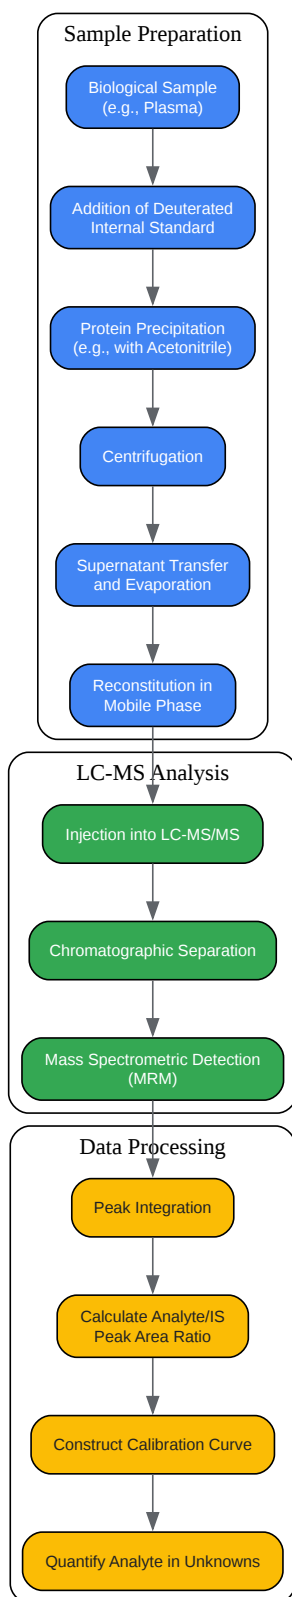 Sample Preparation
Biological Sample
(e.g., Plasma)
Addition of Deuterated
Internal Standard
Protein Precipitation
(e.g., with Acetonitrile)
Centrifugation
Supernatant Transfer
and Evaporation
Reconstitution in
Mobile Phase
LC-MS Analysis
Injection into LC-MS/MS
Chromatographic Separation
Mass Spectrometric Detection
(MRM)
Data Processing
Peak Integration
Calculate Analyte/IS
Peak Area Ratio
Construct Calibration Curve
Quantify Analyte in Unknowns